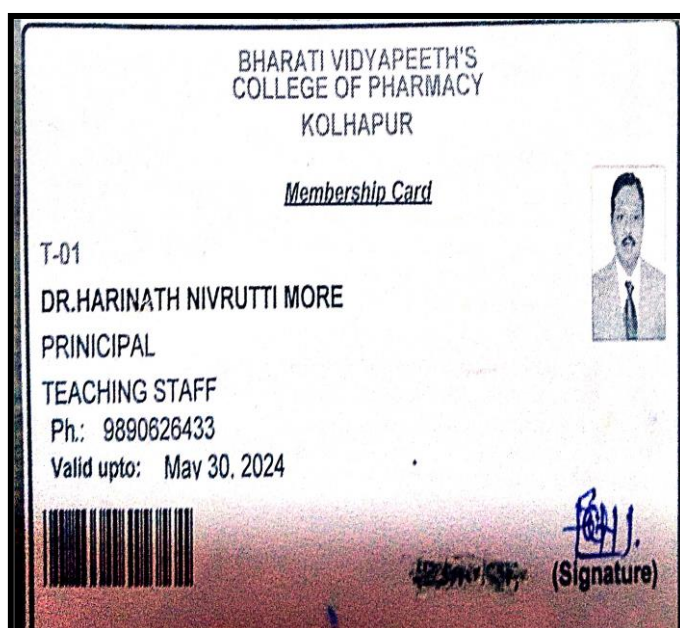 BHARATI VIDYAPEETH'S
COLLEGE OF PHARMACY
KOLHAPUR
Membership Card
T-01
DR.HARINATH NIVRUTTI MORE
PRINICIPAL
TEACHING STAFF
Ph.: 9890626433
Valid upto: May 30, 2024
(Signature)